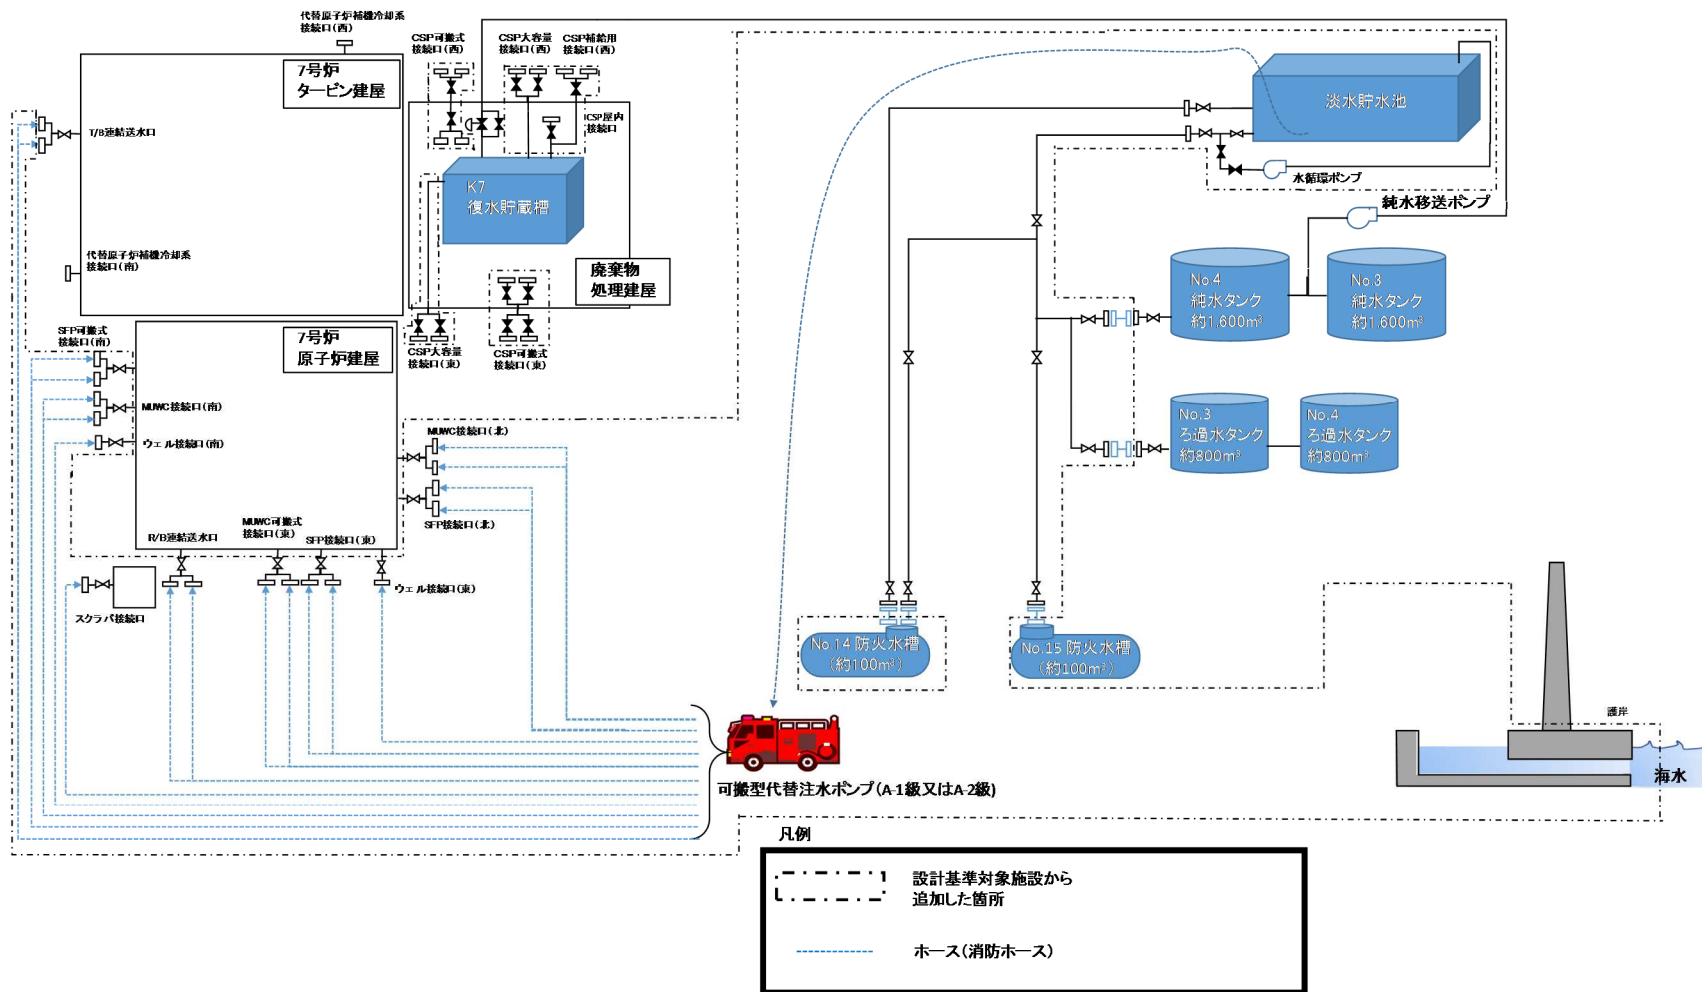 代替原子炉補機冷却系
接続口(西)
7号炉
タービン建屋
T/B連結送水口
代替原子炉補機冷却系
接続口(南)
CSP可搬式
接続口(西)
CSP大容量
接続口(西)
CSP補給用
接続口(西)
CSP屋内
接続口
K7
復水貯蔵槽
廃棄物
処理建屋
CSP大容量
接続口(東)
CSP可搬式
接続口(東)
淡水貯水池
水循環ポンプ
純水移送ポンプ
No.4
純水タンク
約1,600m³
No.3
純水タンク
約1,600m³
No.3
ろ過水タンク
約800m³
No.4
ろ過水タンク
約800m³
SFP可搬式
接続口(南)
7号炉
原子炉建屋
MUWC接続口(南)
ウェル接続口(南)
MUWC接続口(北)
SFP接続口(北)
R/B連結送水口
MUWC可搬式
接続口(東)
SFP接続口(東)
ウェル接続口(東)
スクラバ接続口
No.14 防火水槽
(約100m³)
No.15 防火水槽
(約100m³)
護岸
海水
可搬型代替注水ポンプ(A-1級又はA-2級)
凡例
設計基準対象施設から
追加した箇所
ホース(消防ホース)